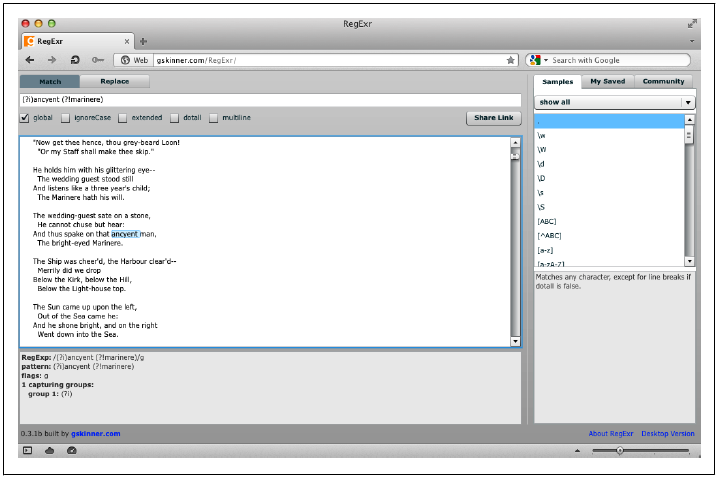 RegExr
RegExr
Web gskinner.com/RegExr/
Search with Google
Match Replace
(?i)ancyent (?!marinere)
global ignoreCase extended dotall multiline
Share Link
"Now get thee hence, thou grey-beard Loon!
"Or my Staff shall make thee skip."
He holds him with his glittering eye--
The wedding guest stood still
And listens like a three year's child;
The Marinere hath his will.
The wedding-guest sate on a stone,
He cannot chuse but hear:
And thus spake on that ancyent man,
The bright-eyed Marinere.
The Ship was cheer'd, the Harbour clear'd--
Merrily did we drop
Below the Kirk, below the Hill,
Below the Light-house top.
The Sun came up upon the left,
Out of the Sea came he:
And he shone bright, and on the right
Went down into the Sea.
RegExp: /(?i)ancyent (?!marinere)/g
pattern: (?i)ancyent (?!marinere)
flags: g
1 capturing groups:
group 1: (?i)
Samples My Saved Community
show all
.
\w
\W
\d
\D
\s
\S
[ABC]
[^ABC]
[a-z]
[a-zA-Z]
Matches any character, except for line breaks if
dotall is false.
0.3.1b built by gskinner.com
About RegExr Desktop Version